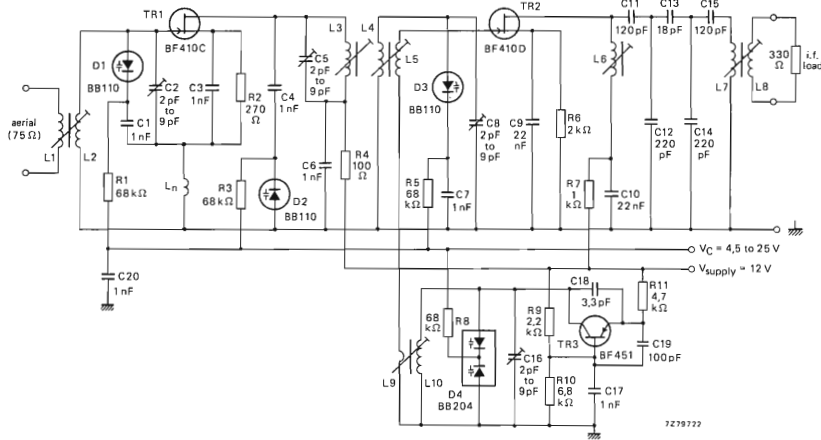 TR1
BF410C
D1
BB110
C2
2 pF
to
9 pF
C3
1 nF
R2
270
Ω
C1
1 nF
aerial
(75 Ω)
L1
L2
R1
68 kΩ
Ln
R3
68 kΩ
C4
1 nF
D2
BB110
C20
1 nF
L3
C5
2 pF
to
9 pF
C6
1 nF
R4
100
Ω
L4
L5
TR2
BF410D
D3
BB110
C8
2 pF
to
9 pF
C9
22
nF
R6
2 kΩ
R5
68
kΩ
C7
1 nF
L6
R7
1
kΩ
C10
22 nF
C11
120 pF
C13
18 pF
C15
120 pF
C12
220
pF
C14
220
pF
L7
L8
330
Ω
i.f.
load
VC = 4,5 to 25 V
Vsupply = 12 V
L9
L10
68
kΩ
R8
D4
BB204
C16
2 pF
to
9 pF
R9
2,2
kΩ
R10
6,8
kΩ
C18
3,3 pF
TR3
BF451
R11
4,7
kΩ
C19
100 pF
C17
1 nF
7Z79722